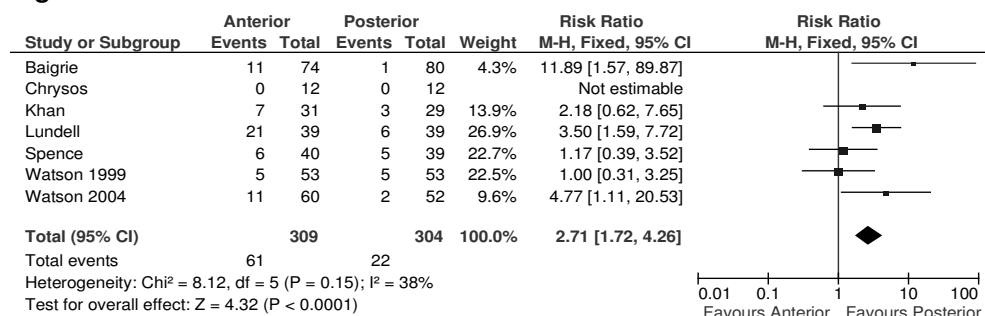 Anterior Posterior Risk Ratio Risk Ratio
Study or Subgroup Events Total Events Total Weight M-H, Fixed, 95% CI M-H, Fixed, 95% CI
Baigrie 11 74 1 80 4.3% 11.89 [1.57, 89.87]
Chrysos 0 12 0 12 Not estimable
Khan 7 31 3 29 13.9% 2.18 [0.62, 7.65]
Lundell 21 39 6 39 26.9% 3.50 [1.59, 7.72]
Spence 6 40 5 39 22.7% 1.17 [0.39, 3.52]
Watson 1999 5 53 5 53 22.5% 1.00 [0.31, 3.25]
Watson 2004 11 60 2 52 9.6% 4.77 [1.11, 20.53]
Total (95% CI) 309 304 100.0% 2.71 [1.72, 4.26]
Total events 61 22
Heterogeneity: Chi² = 8.12, df = 5 (P = 0.15); I² = 38%
Test for overall effect: Z = 4.32 (P < 0.0001)
0.01 0.1 1 10 100
Favours Anterior Favours Posterior